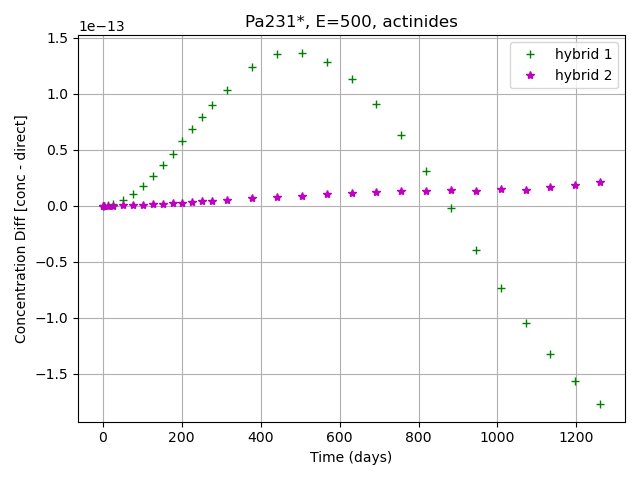 Pa231*, E=500, actinides
1e−13
1.5
1.0
0.5
0.0
−0.5
−1.0
−1.5
Concentration Diff [conc - direct]
hybrid 1
hybrid 2
0 200 400 600 800 1000 1200
Time (days)